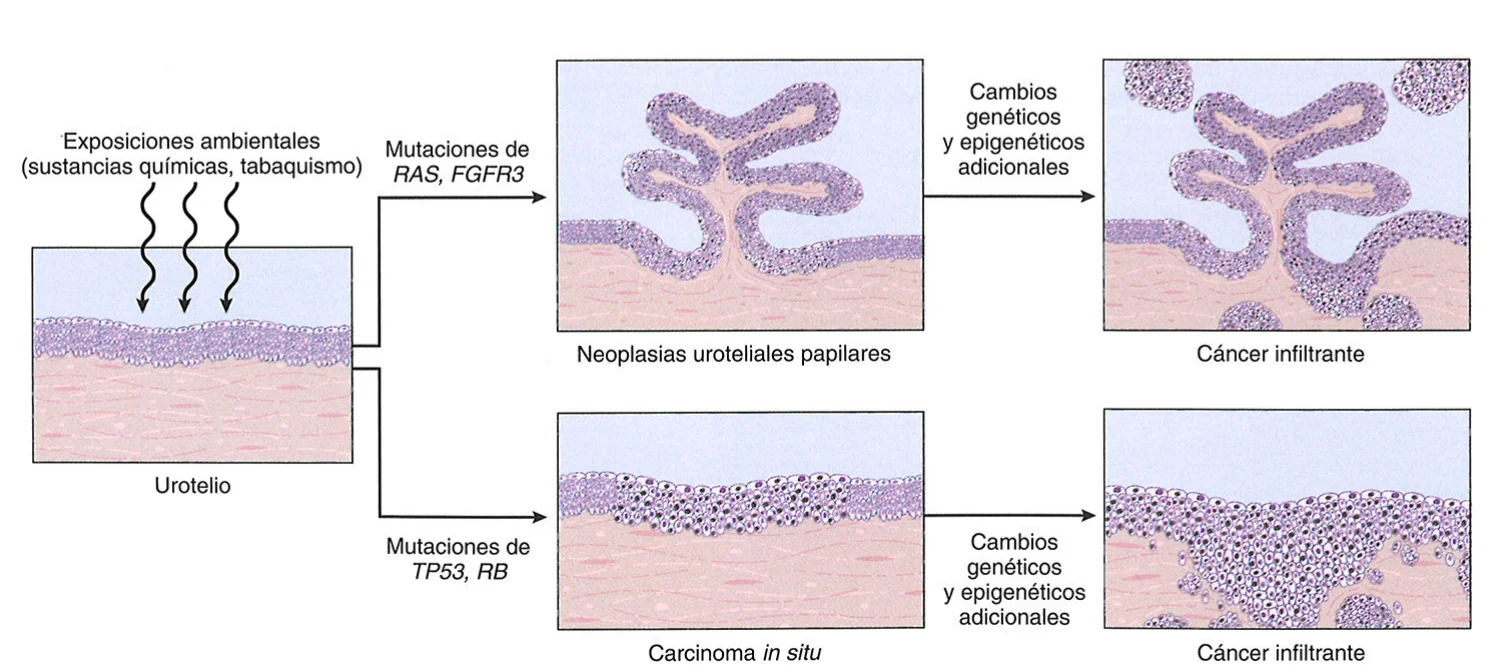 Exposiciones ambientales
(sustancias químicas, tabaquismo)
Urotelio
Mutaciones de
RAS, FGFR3
Neoplasias uroteliales papilares
Cambios
genéticos
y epigenéticos
adicionales
Cáncer infiltrante
Mutaciones de
TP53, RB
Carcinoma in situ
Cambios
genéticos
y epigenéticos
adicionales
Cáncer infiltrante